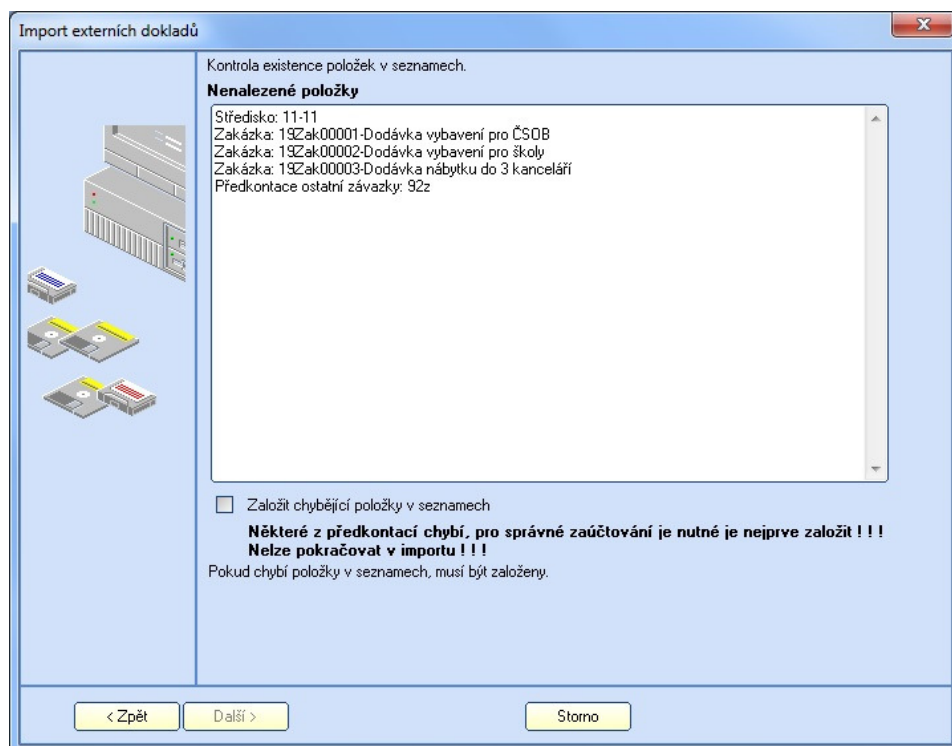 Import externích dokladů
Kontrola existence položek v seznamech.
Nenalezené položky
Středisko: 11-11
Zakázka: 19Zak00001-Dodávka vybavení pro ČSOB
Zakázka: 19Zak00002-Dodávka vybavení pro školy
Zakázka: 19Zak00003-Dodávka nábytku do 3 kanceláří
Předkontace ostatní závazky: 92z
Založit chybějící položky v seznamech
Některé z předkontací chybí, pro správné zaúčtování je nutné je nejprve založit ! ! !
Nelze pokračovat v importu ! ! !
Pokud chybí položky v seznamech, musí být založeny.
< Zpět
Další >
Storno